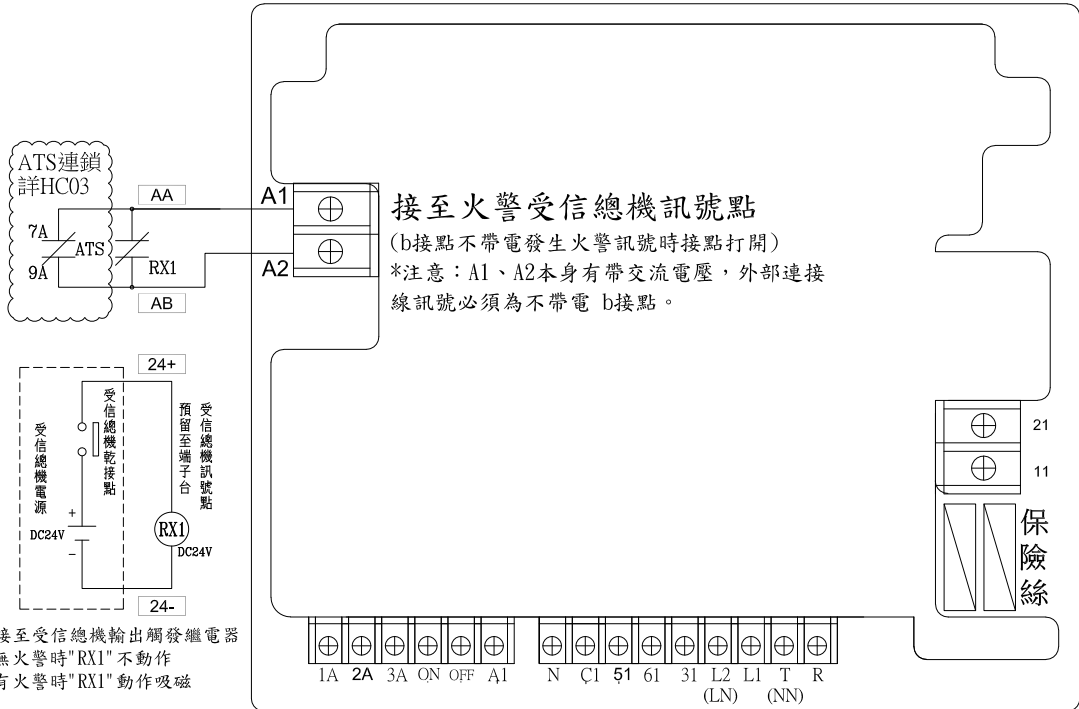 ATS連鎖
詳HC03
AA
7A
ATS
9A
RX1
AB
A1
A2
接至火警受信總機訊號點
(b接點不帶電發生火警訊號時接點打開)
*注意：A1、A2本身有帶交流電壓，外部連接
線訊號必須為不帶電 b接點。
24+
受信總機電源
受信總機乾接點
預留至端子台
受信總機訊號點
+
DC24V
-
RX1
DC24V
24-
接至受信總機輸出觸發繼電器
無火警時"RX1"不動作
有火警時"RX1"動作吸磁
21
11
保險絲
1A 2A 3A ON OFF A1
N C1 51 61 31 L2 L1 T R
(LN) (NN)